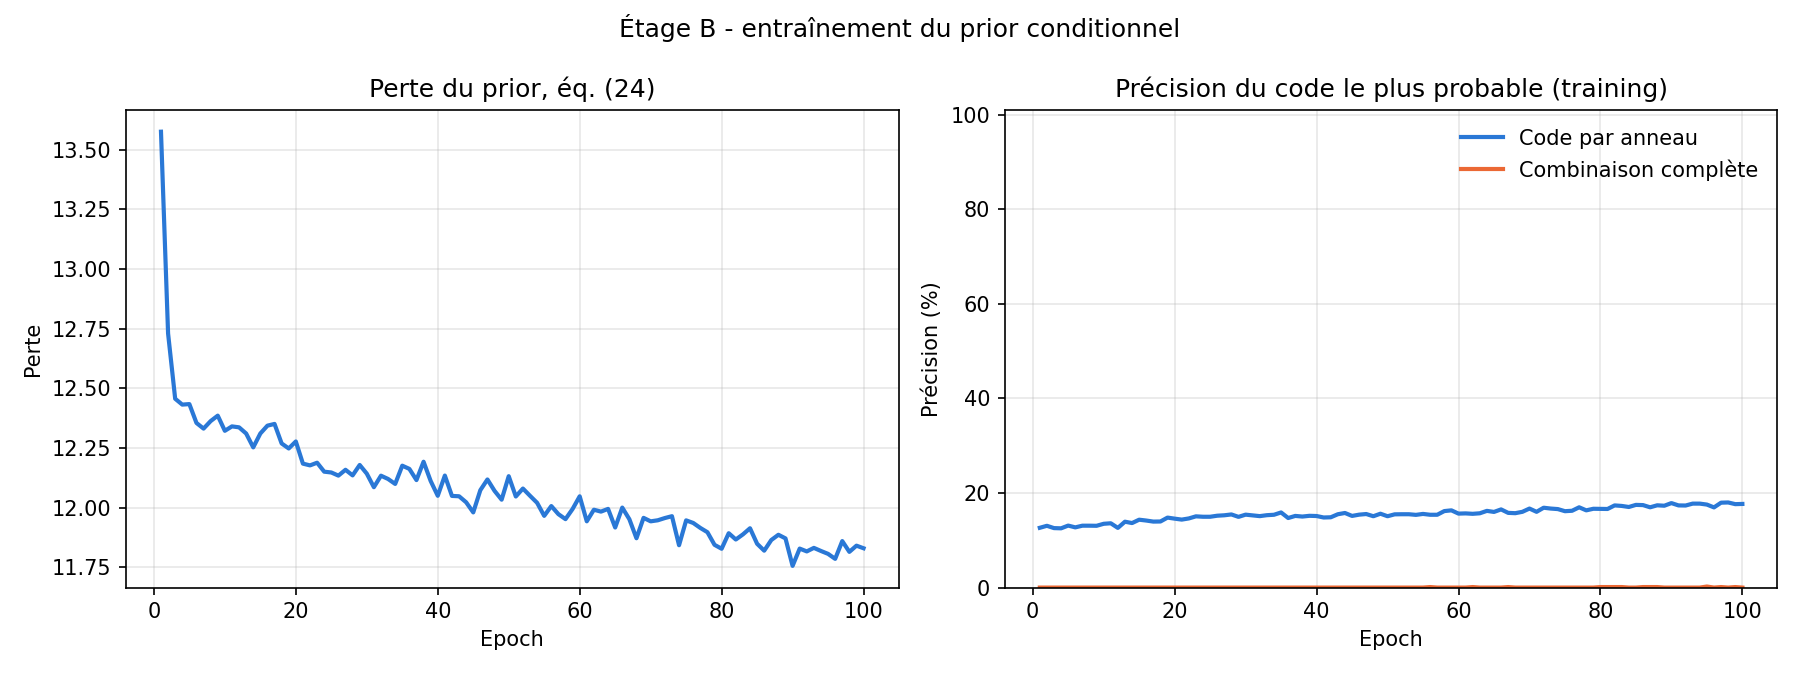 Étage B - entraînement du prior conditionnel
Perte du prior, éq. (24)
Perte
13.50
13.25
13.00
12.75
12.50
12.25
12.00
11.75
0 20 40 60 80 100
Epoch
Précision du code le plus probable (training)
Précision (%)
100
80
60
40
20
0
Code par anneau
Combinaison complète
0 20 40 60 80 100
Epoch